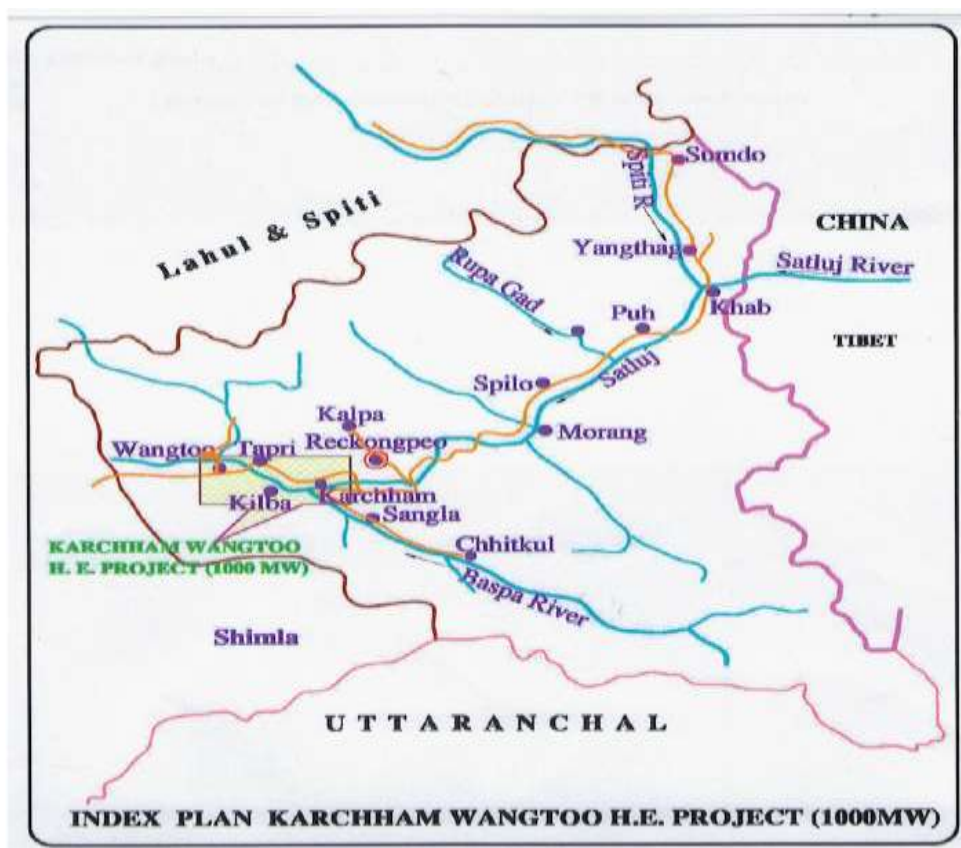 Sumdo
Spiti R
CHINA
Lahul & Spiti
Yangthag
Satluj River
Rupa Gad
Khab
Puh
TIBET
Satluj
Spilo
Kalpa
Morang
Reckongpeo
Wangtoo
Tapri
Karchham
Kilba
Sangla
KARCHHAM WANGTOO
H. E. PROJECT (1000 MW)
Chhitkul
Baspa River
Shimla
UTTARANCHAL
INDEX PLAN KARCHHAM WANGTOO H.E. PROJECT (1000MW)